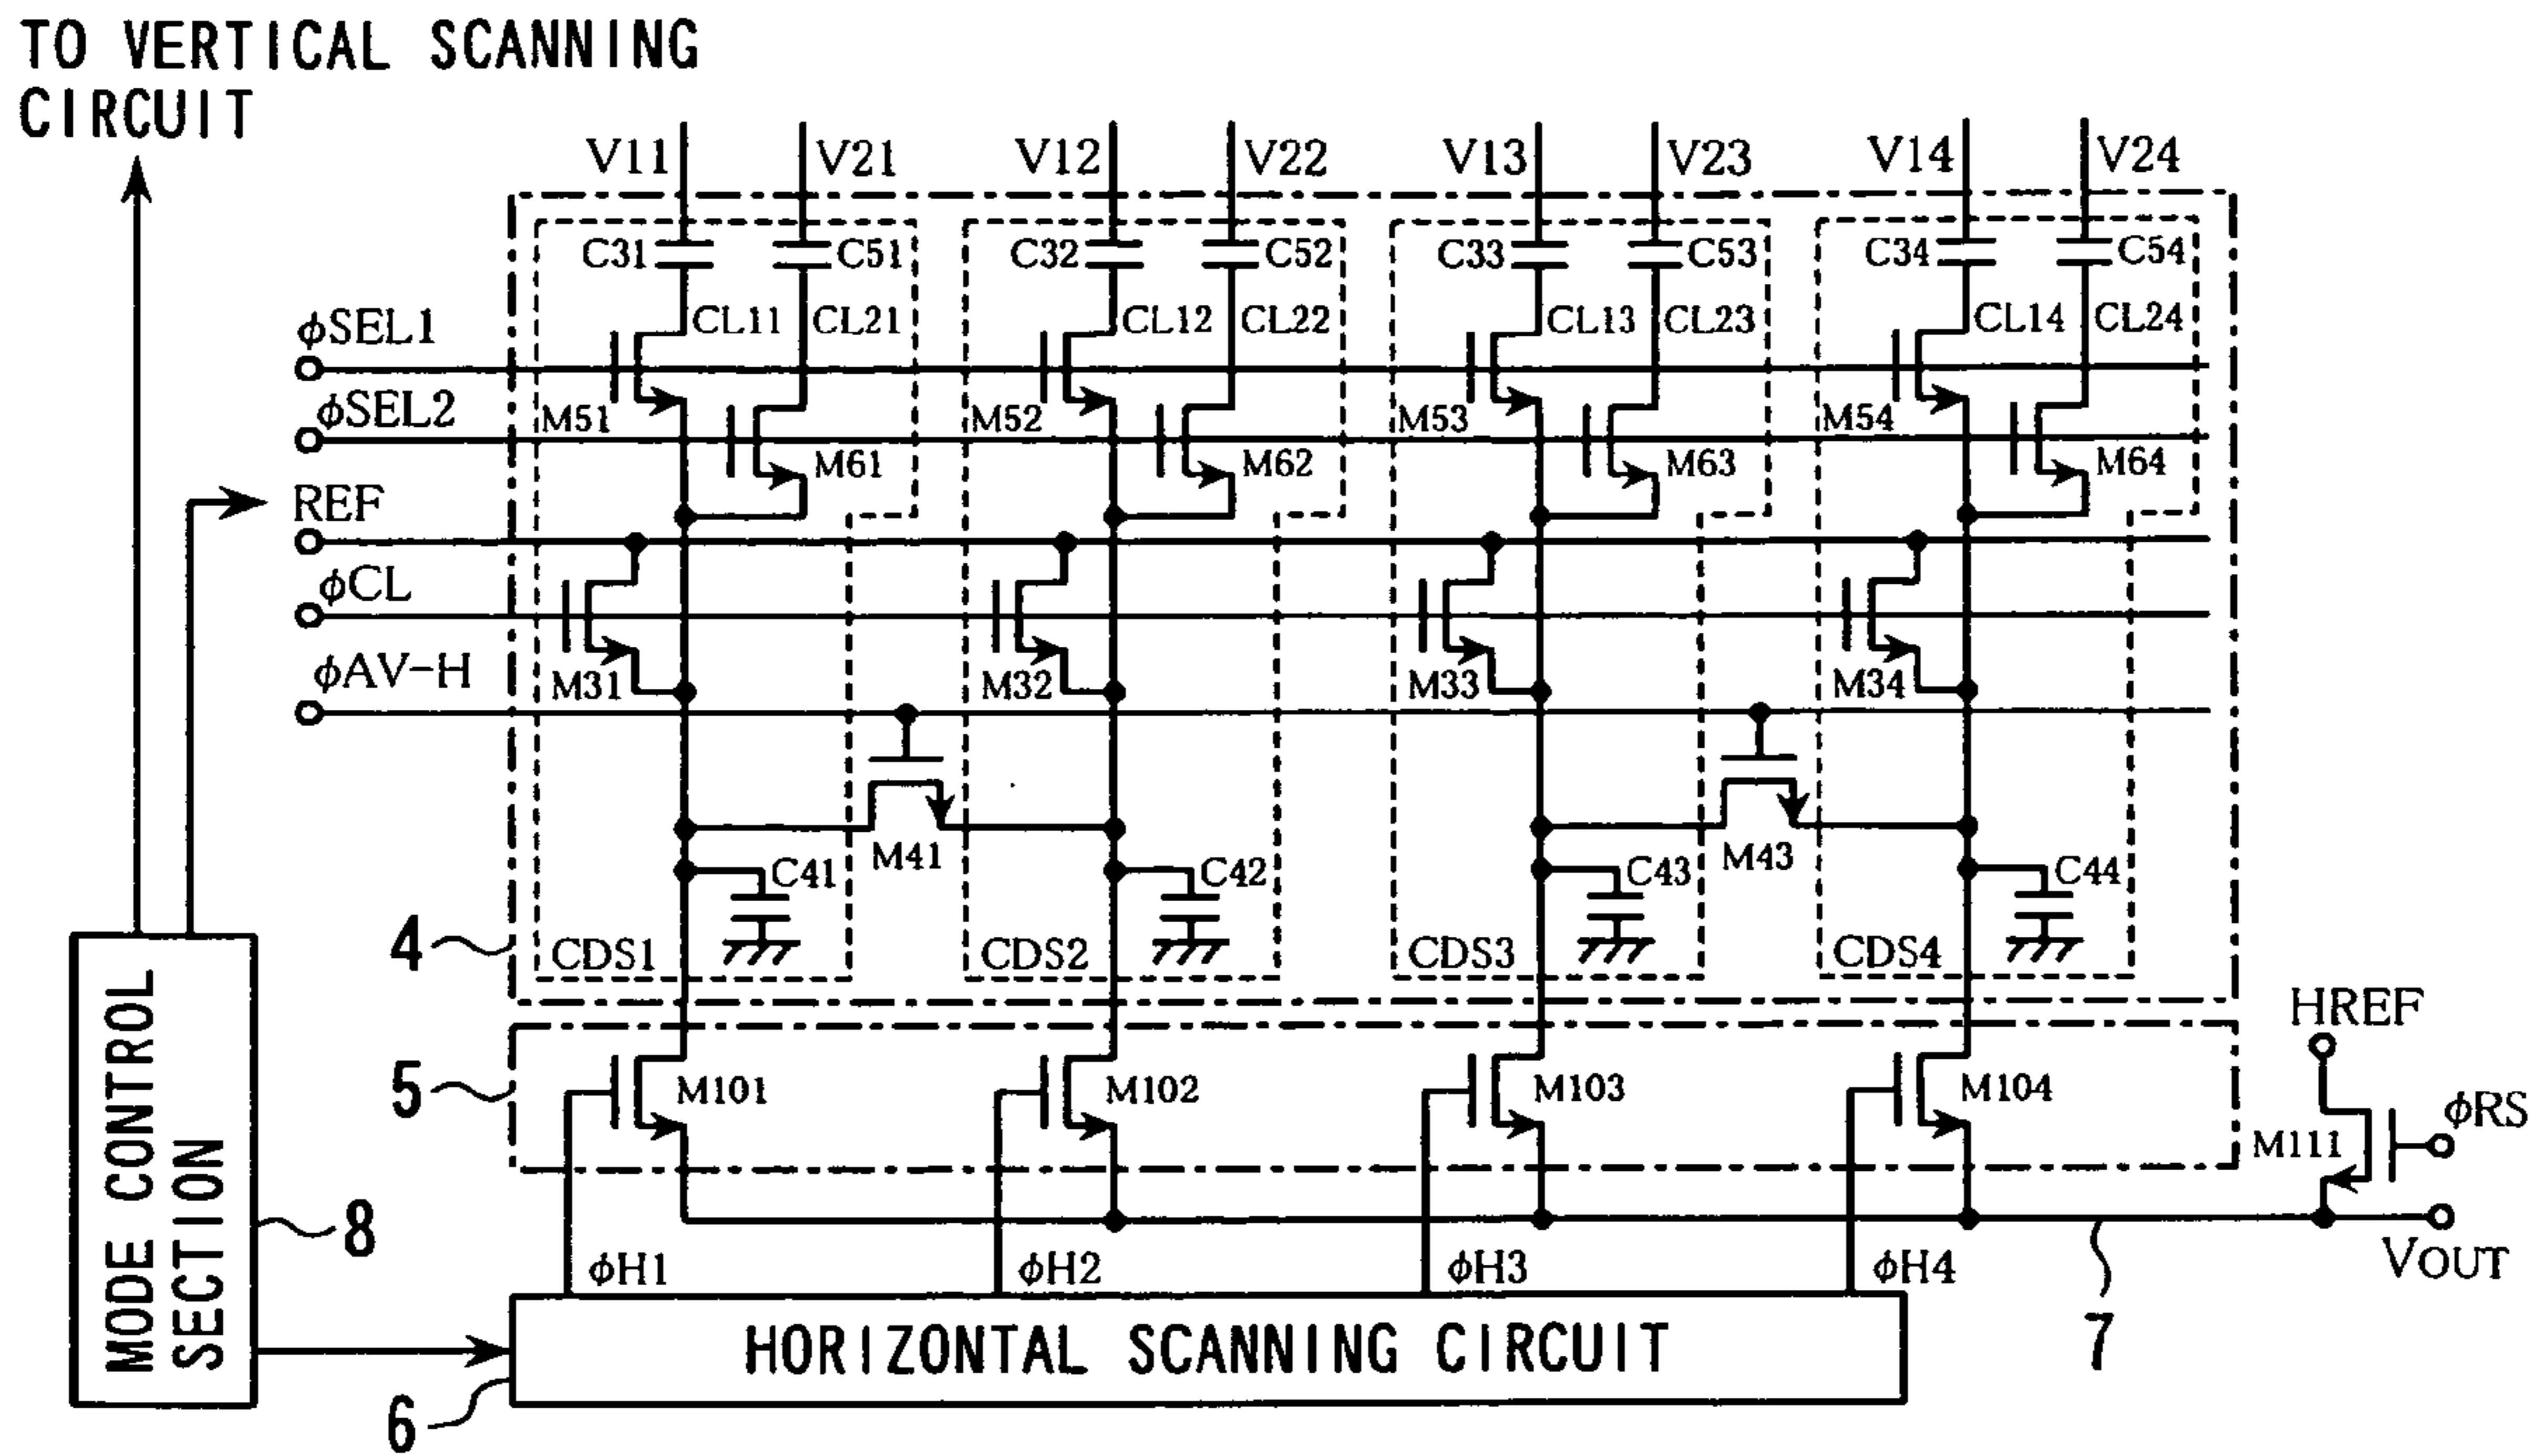 TO VERTICAL SCANNING
CIRCUIT
V11 V21 V12 V22 V13 V23 V14 V24
C31 C51 C32 C52 C33 C53 C34 C54
CL11 CL21 CL12 CL22 CL13 CL23 CL14 CL24
φSEL1
φSEL2
M51 M52 M53 M54
M61 M62 M63 M64
REF
φCL
M31 M32 M33 M34
φAV-H
M41 M43
C41 C42 C43 C44
4
CDS1 CDS2 CDS3 CDS4
HREF
5
M101 M102 M103 M104
φRS
M111
MODE CONTROL
SECTION
8
φH1 φH2 φH3 φH4
VOUT
7
HORIZONTAL SCANNING CIRCUIT
6